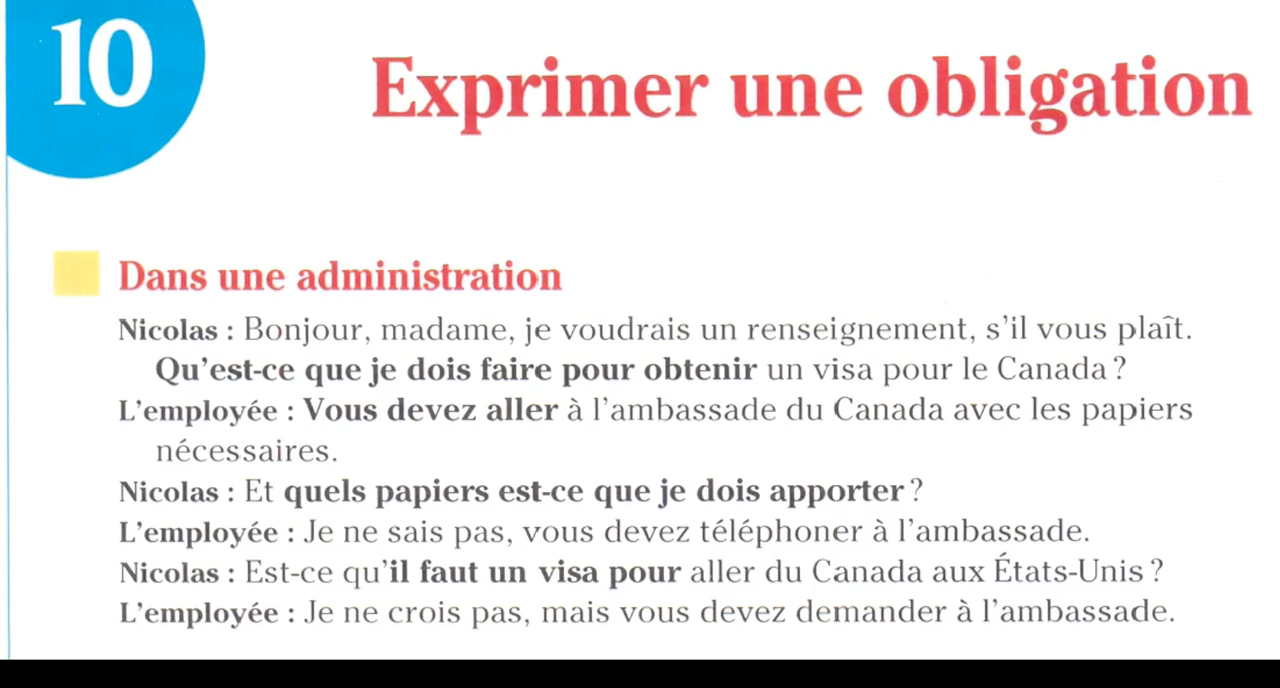 10
Exprimer une obligation
Dans une administration
Nicolas : Bonjour, madame, je voudrais un renseignement, s'il vous plaît.
Qu'est-ce que je dois faire pour obtenir un visa pour le Canada ?
L'employée : Vous devez aller à l'ambassade du Canada avec les papiers
nécessaires.
Nicolas : Et quels papiers est-ce que je dois apporter ?
L'employée : Je ne sais pas, vous devez téléphoner à l'ambassade.
Nicolas : Est-ce qu'il faut un visa pour aller du Canada aux États-Unis ?
L'employée : Je ne crois pas, mais vous devez demander à l'ambassade.